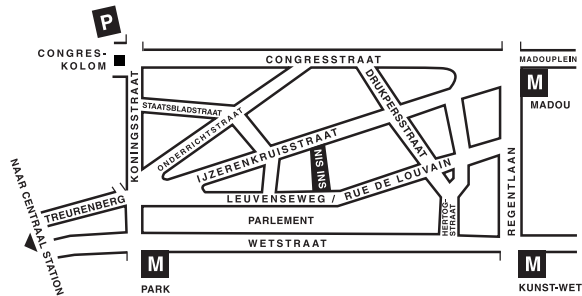 P
CONGRES-
KOLOM
CONGRESSTRAAT
MADOUPLEIN
M
MADOU
KONINGSSTRAAT
STAATSBLADSTRAAT
ONDERRICHTSTRAAT
DRUKPERSSTRAAT
IJZERENKRUISSTRAAT
NIS INS
REGENTLAAN
NAAR CENTRAAL STATION
TREURENBERG
LEUVENSEWEG / RUE DE LOUVAIN
PARLEMENT
HERTOG-
STRAAT
WETSTRAAT
M
PARK
M
KUNST-WET